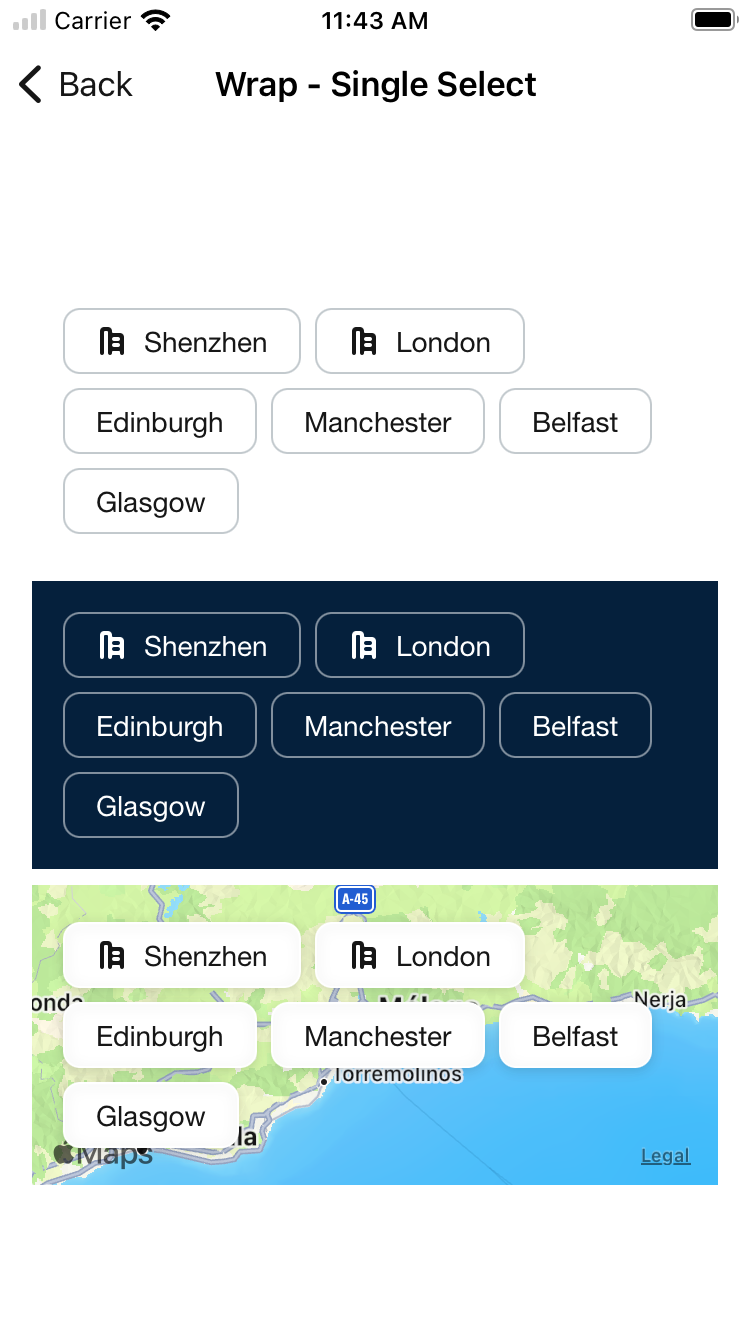 Carrier 11:43 AM
Back Wrap - Single Select
Shenzhen London
Edinburgh Manchester Belfast
Glasgow
Shenzhen London
Edinburgh Manchester Belfast
Glasgow
A-45
Shenzhen London
onda Nerja
Edinburgh Manchester Belfast
Torremolinos
Glasgow
la
Maps Legal